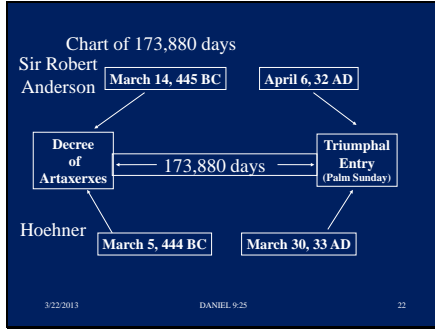 Chart of 173,880 days
Sir Robert
Anderson
March 14, 445 BC
April 6, 32 AD
Decree
of
Artaxerxes
173,880 days
Triumphal
Entry
(Palm Sunday)
Hoehner
March 5, 444 BC
March 30, 33 AD
3/22/2013
DANIEL 9:25
22